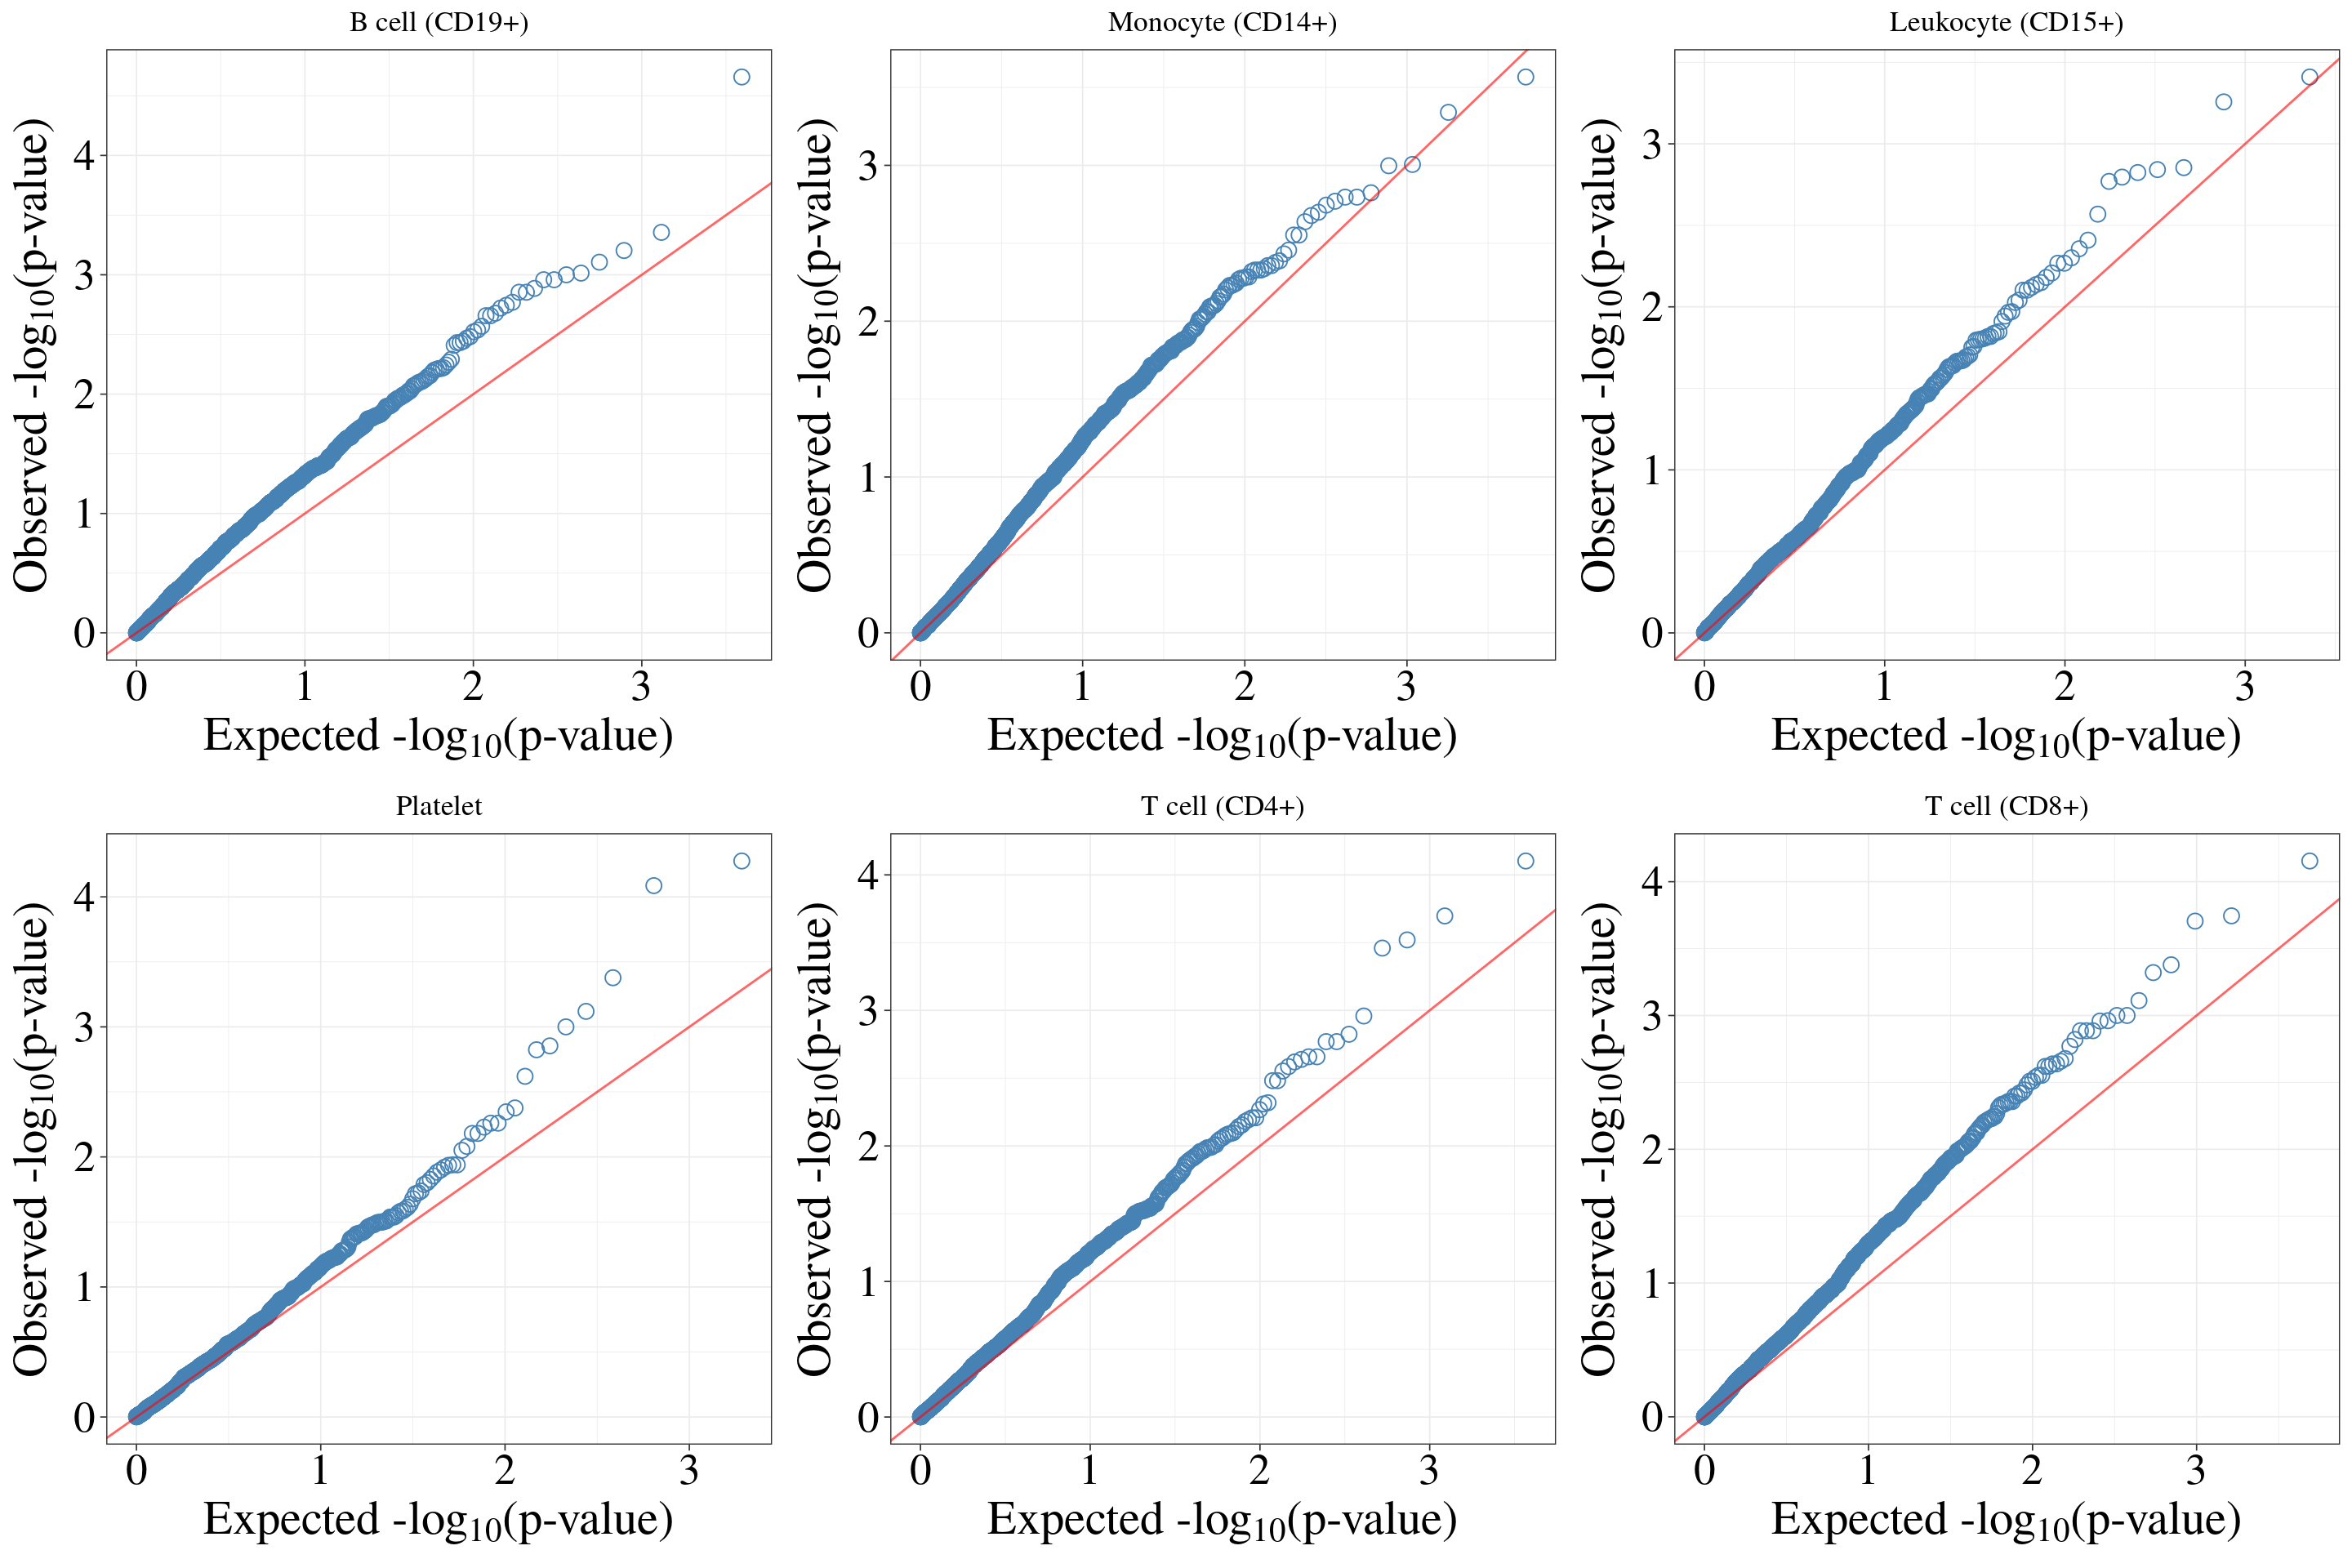 B cell (CD19+)
Observed -log10(p-value)
4
3
2
1
0
0 1 2 3
Expected -log10(p-value)
Monocyte (CD14+)
Observed -log10(p-value)
3
2
1
0
0 1 2 3
Expected -log10(p-value)
Leukocyte (CD15+)
Observed -log10(p-value)
3
2
1
0
0 1 2 3
Expected -log10(p-value)
Platelet
Observed -log10(p-value)
4
3
2
1
0
0 1 2 3
Expected -log10(p-value)
T cell (CD4+)
Observed -log10(p-value)
4
3
2
1
0
0 1 2 3
Expected -log10(p-value)
T cell (CD8+)
Observed -log10(p-value)
4
3
2
1
0
0 1 2 3
Expected -log10(p-value)